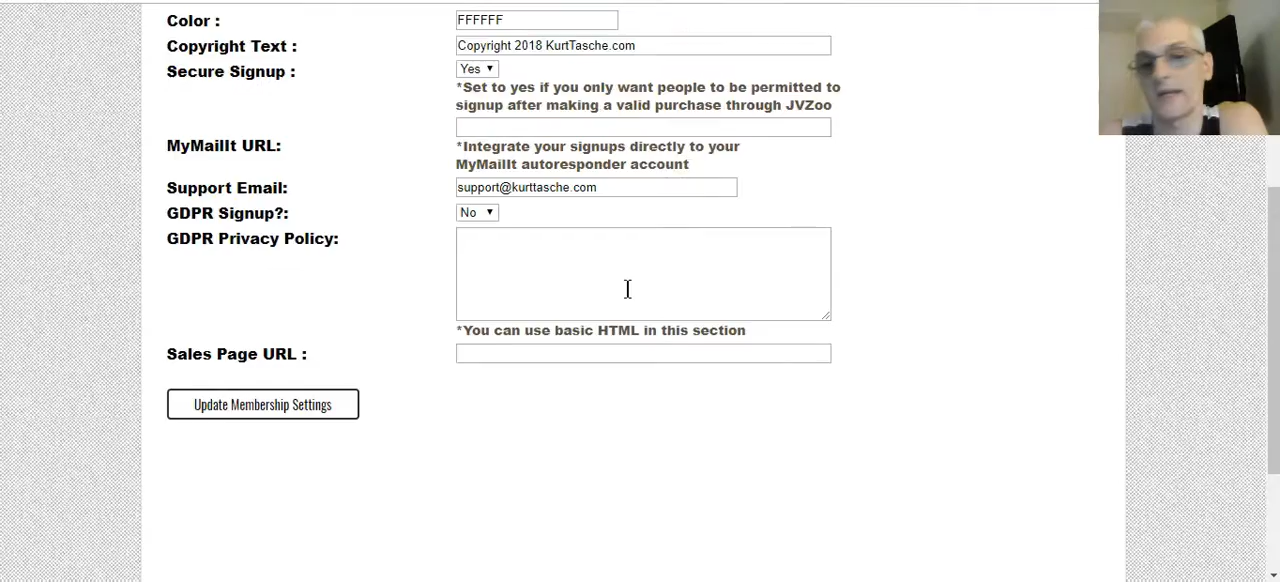 Color :
FFFFFF
Copyright Text :
Copyright 2018 KurtTasche.com
Secure Signup :
Yes
*Set to yes if you only want people to be permitted to
signup after making a valid purchase through JVZoo
MyMailIt URL:
*Integrate your signups directly to your
MyMailIt autoresponder account
Support Email:
support@kurttasche.com
GDPR Signup?:
No
GDPR Privacy Policy:
*You can use basic HTML in this section
Sales Page URL :
Update Membership Settings